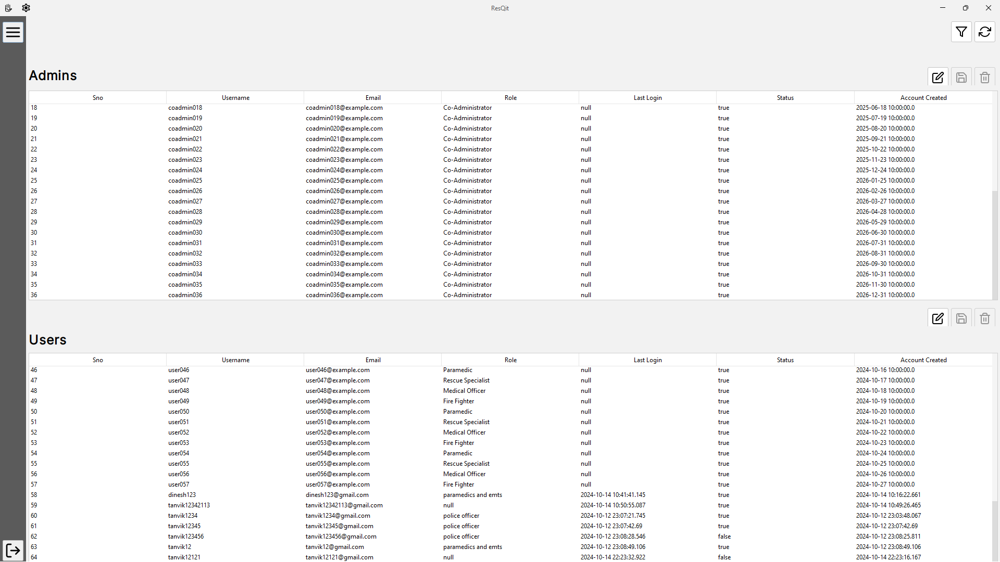 ResQit
Admins
Sno Username Email Role Last Login Status Account Created
18 coadmin018 coadmin018@example.com Co-Administrator null true 2025-06-18 10:00:00.0
19 coadmin019 coadmin019@example.com Co-Administrator null true 2025-07-19 10:00:00.0
20 coadmin020 coadmin020@example.com Co-Administrator null true 2025-08-20 10:00:00.0
21 coadmin021 coadmin021@example.com Co-Administrator null true 2025-09-21 10:00:00.0
22 coadmin022 coadmin022@example.com Co-Administrator null true 2025-10-22 10:00:00.0
23 coadmin023 coadmin023@example.com Co-Administrator null true 2025-11-23 10:00:00.0
24 coadmin024 coadmin024@example.com Co-Administrator null true 2025-12-24 10:00:00.0
25 coadmin025 coadmin025@example.com Co-Administrator null true 2026-01-25 10:00:00.0
26 coadmin026 coadmin026@example.com Co-Administrator null true 2026-02-26 10:00:00.0
27 coadmin027 coadmin027@example.com Co-Administrator null true 2026-03-27 10:00:00.0
28 coadmin028 coadmin028@example.com Co-Administrator null true 2026-04-28 10:00:00.0
29 coadmin029 coadmin029@example.com Co-Administrator null true 2026-05-29 10:00:00.0
30 coadmin030 coadmin030@example.com Co-Administrator null true 2026-06-30 10:00:00.0
31 coadmin031 coadmin031@example.com Co-Administrator null true 2026-07-31 10:00:00.0
32 coadmin032 coadmin032@example.com Co-Administrator null true 2026-08-31 10:00:00.0
33 coadmin033 coadmin033@example.com Co-Administrator null true 2026-09-30 10:00:00.0
34 coadmin034 coadmin034@example.com Co-Administrator null true 2026-10-31 10:00:00.0
35 coadmin035 coadmin035@example.com Co-Administrator null true 2026-11-30 10:00:00.0
36 coadmin036 coadmin036@example.com Co-Administrator null true 2026-12-31 10:00:00.0
Users
Sno Username Email Role Last Login Status Account Created
46 user046 user046@example.com Paramedic null true 2024-10-16 10:00:00.0
47 user047 user047@example.com Rescue Specialist null true 2024-10-17 10:00:00.0
48 user048 user048@example.com Medical Officer null true 2024-10-18 10:00:00.0
49 user049 user049@example.com Fire Fighter null true 2024-10-19 10:00:00.0
50 user050 user050@example.com Paramedic null true 2024-10-20 10:00:00.0
51 user051 user051@example.com Rescue Specialist null true 2024-10-21 10:00:00.0
52 user052 user052@example.com Medical Officer null true 2024-10-22 10:00:00.0
53 user053 user053@example.com Fire Fighter null true 2024-10-23 10:00:00.0
54 user054 user054@example.com Paramedic null true 2024-10-24 10:00:00.0
55 user055 user055@example.com Rescue Specialist null true 2024-10-25 10:00:00.0
56 user056 user056@example.com Medical Officer null true 2024-10-26 10:00:00.0
57 user057 user057@example.com Fire Fighter null true 2024-10-27 10:00:00.0
58 dinesh123 dinesh123@gmail.com paramedics and emts 2024-10-14 10:41:41.145 true 2024-10-14 10:16:22.661
59 tanvik12342113 tanvik12342113@gmail.com null 2024-10-14 10:50:55.087 true 2024-10-14 10:49:26.465
60 tanvik1234 tanvik1234@gmail.com police officer 2024-10-12 23:07:21.745 true 2024-10-12 23:03:48.067
61 tanvik12345 tanvik12345@gmail.com police officer 2024-10-12 23:07:42.69 true 2024-10-12 23:07:42.69
62 tanvik123456 tanvik123456@gmail.com police officer 2024-10-12 23:08:28.546 false 2024-10-12 23:08:25.811
63 tanvik12 tanvik12@gmail.com paramedics and emts 2024-10-12 23:08:49.106 true 2024-10-12 23:08:49.106
64 tanvik12121 tanvik12121@gmail.com null 2024-10-14 22:23:32.922 false 2024-10-14 22:23:16.167